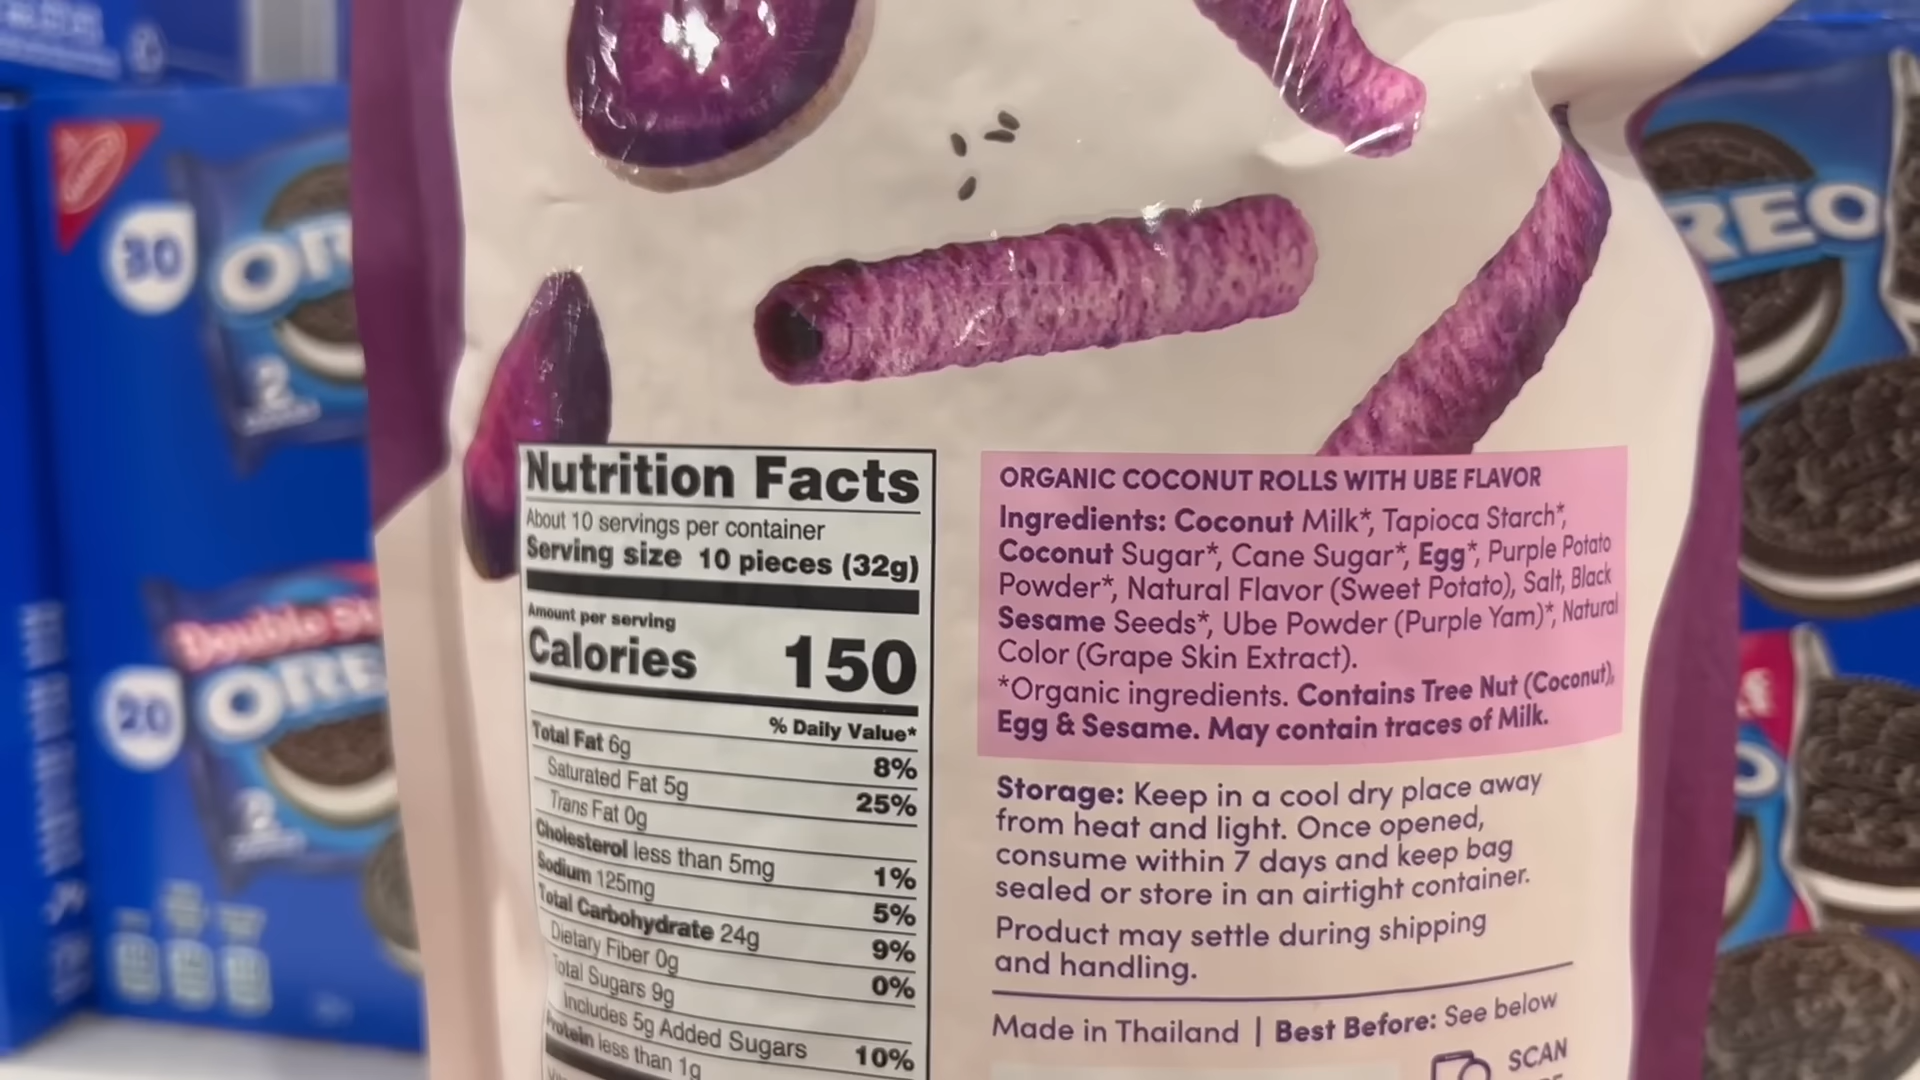 30
ORE
2
Double St
ORE
20
2
REO
Nutrition Facts
About 10 servings per container
Serving size 10 pieces (32g)
Amount per serving
Calories 150
% Daily Value*
Total Fat 6g 8%
Saturated Fat 5g 25%
Trans Fat 0g
Cholesterol less than 5mg 1%
Sodium 125mg 5%
Total Carbohydrate 24g 9%
Dietary Fiber 0g 0%
Total Sugars 9g
Includes 5g Added Sugars 10%
Protein less than 1g
ORGANIC COCONUT ROLLS WITH UBE FLAVOR
Ingredients: Coconut Milk*, Tapioca Starch*,
Coconut Sugar*, Cane Sugar*, Egg*, Purple Potato
Powder*, Natural Flavor (Sweet Potato), Salt, Black
Sesame Seeds*, Ube Powder (Purple Yam)*, Natural
Color (Grape Skin Extract).
*Organic ingredients. Contains Tree Nut (Coconut),
Egg & Sesame. May contain traces of Milk.
Storage: Keep in a cool dry place away
from heat and light. Once opened,
consume within 7 days and keep bag
sealed or store in an airtight container.
Product may settle during shipping
and handling.
Made in Thailand | Best Before: See below
SCAN